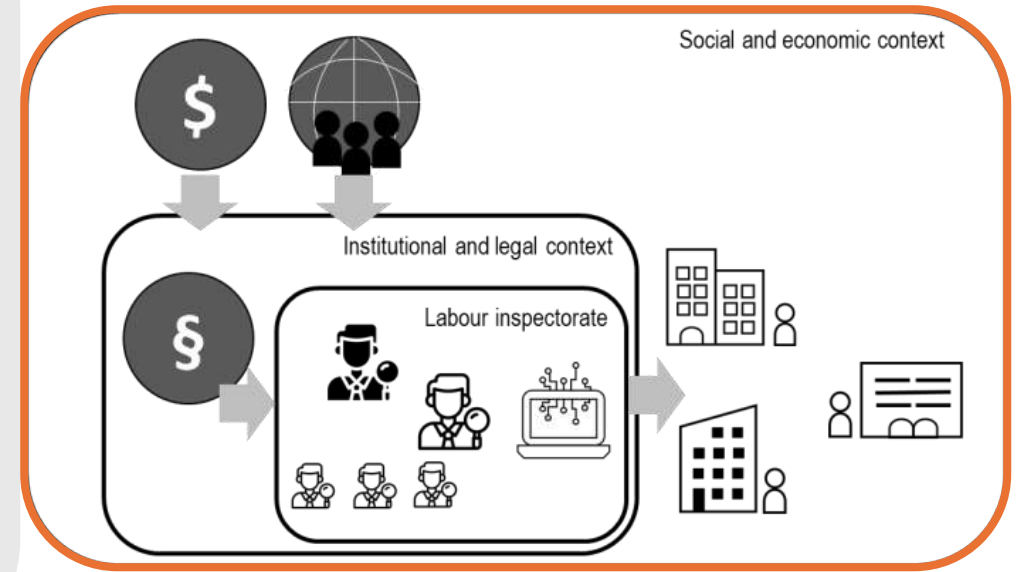 Social and economic context
$
Institutional and legal context
§
Labour inspectorate